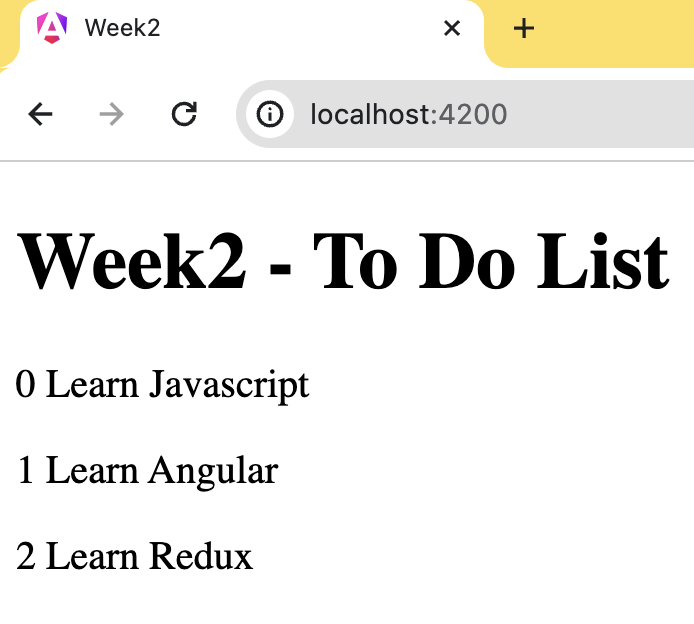 Week2
localhost:4200
Week2 - To Do List
0 Learn Javascript
1 Learn Angular
2 Learn Redux